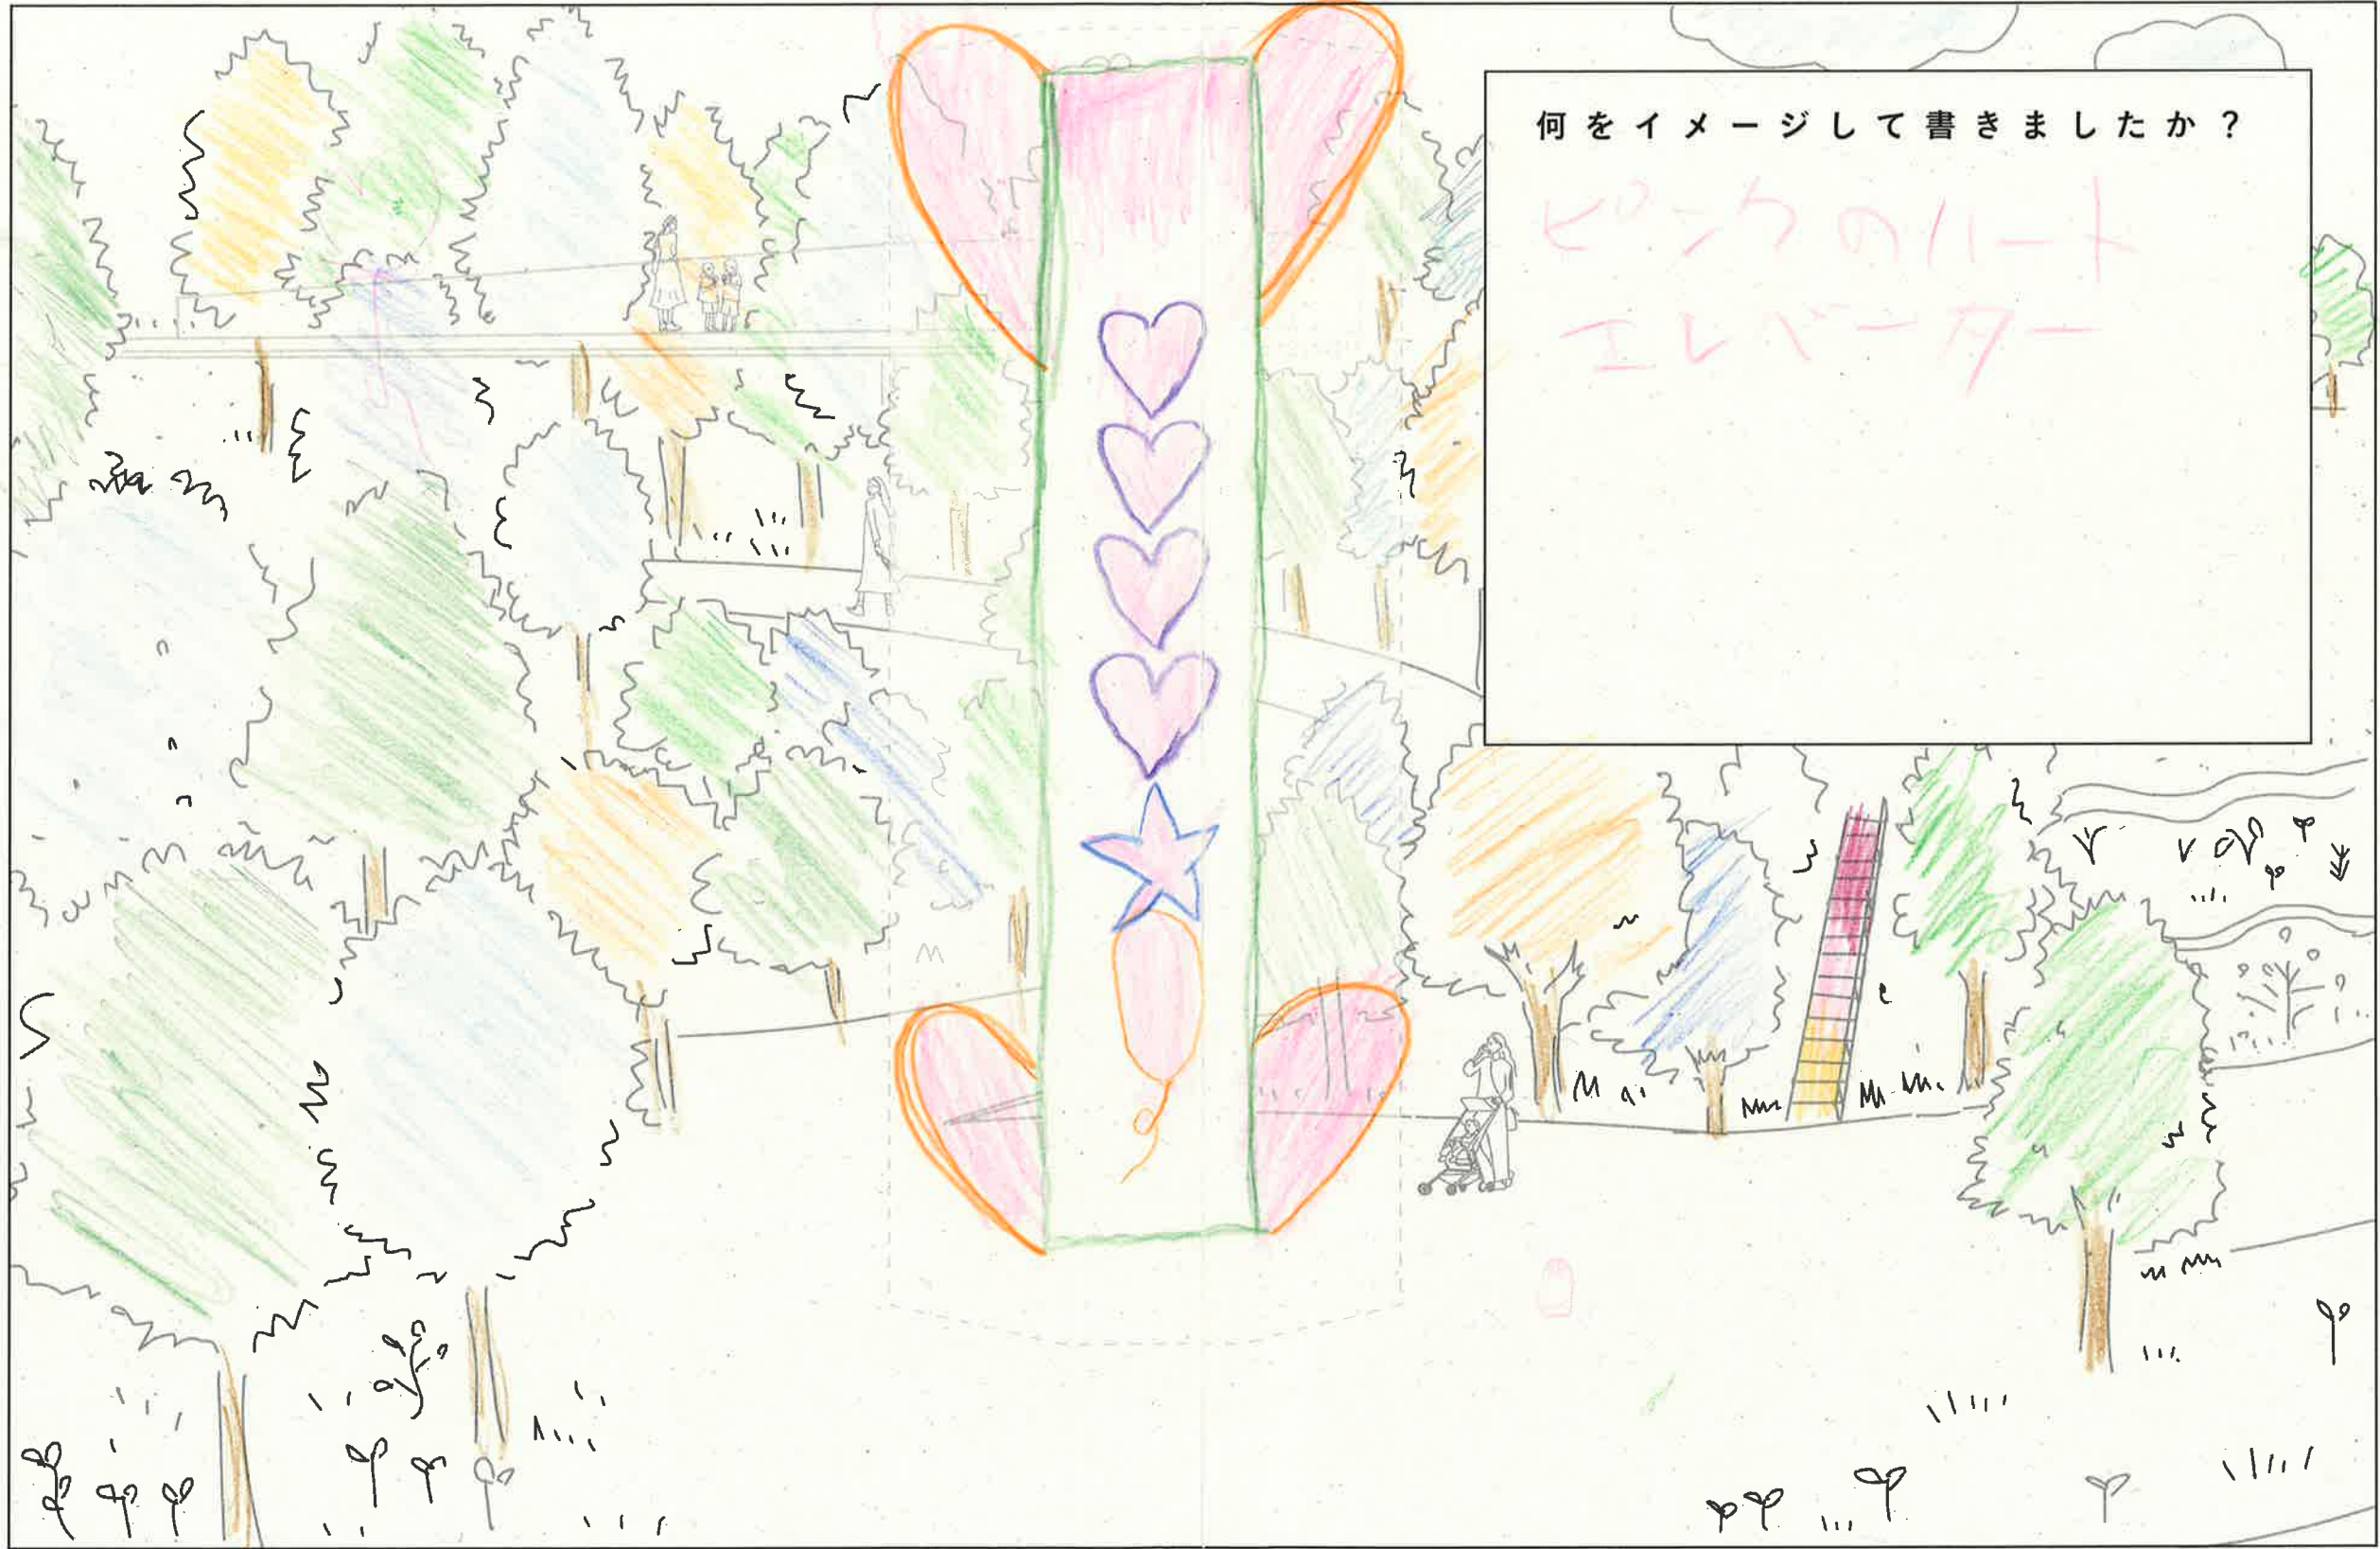 何をイメージして書きましたか？
ピンクのハート
エレベーター